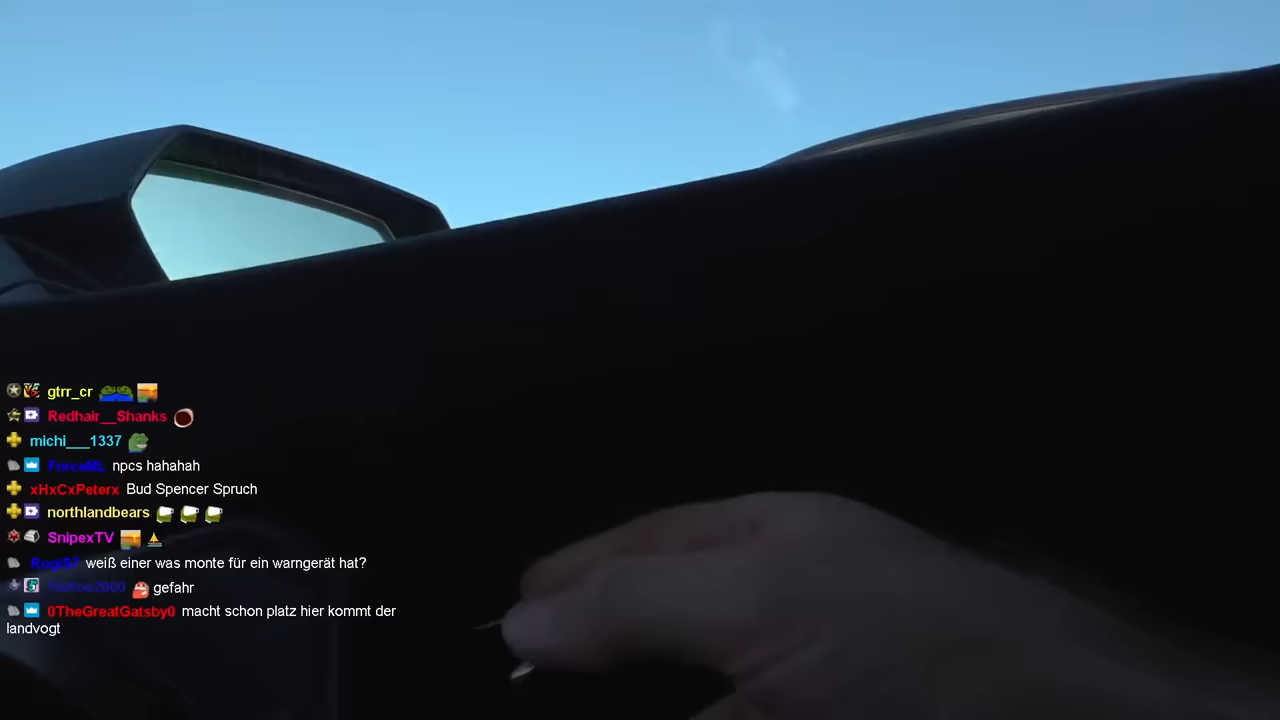 gtrr_cr
Redhair__Shanks
michi___1337
ForceML npcs hahahah
xHxCxPeterx Bud Spencer Spruch
northlandbears
SnipexTV
weiß einer was monte für ein warngerät hat?
gefahr
0TheGreatGatsby0 macht schon platz hier kommt der
landvogt